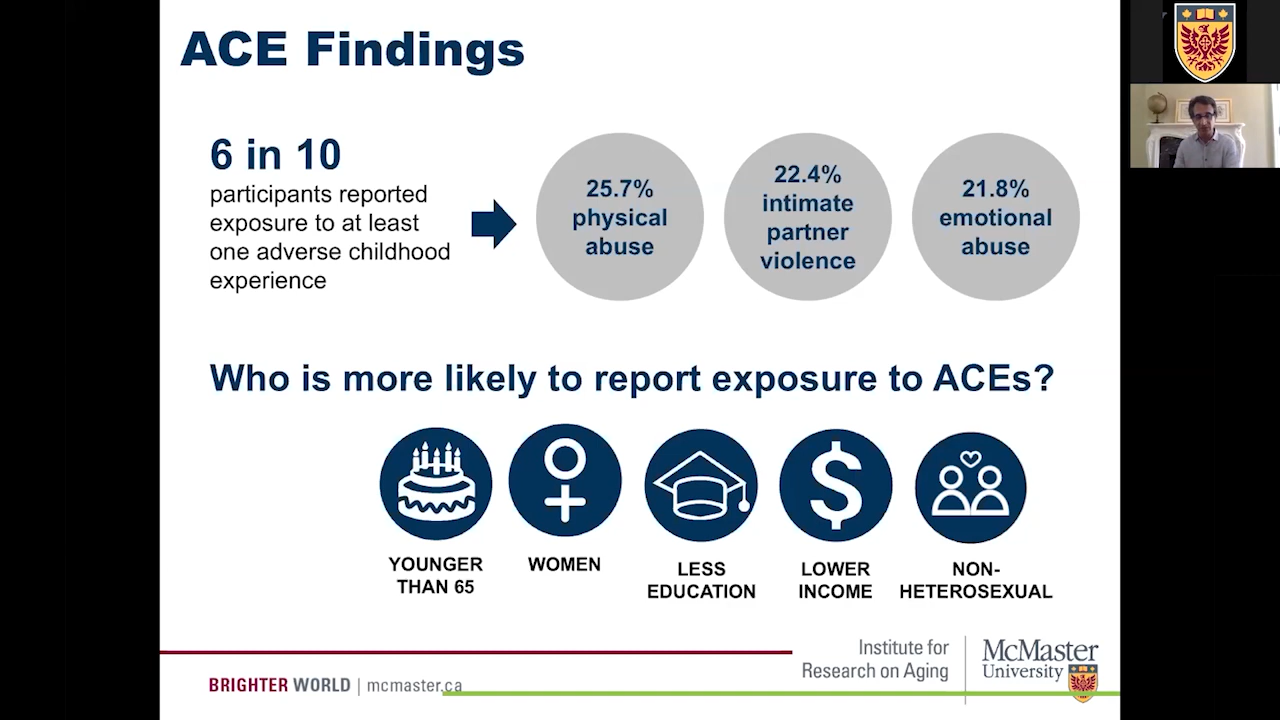 ACE Findings
6 in 10
participants reported
exposure to at least
one adverse childhood
experience
25.7%
physical
abuse
22.4%
intimate
partner
violence
21.8%
emotional
abuse
Who is more likely to report exposure to ACEs?
YOUNGER
THAN 65
WOMEN
LESS
EDUCATION
LOWER
INCOME
NON-
HETEROSEXUAL
BRIGHTER WORLD | mcmaster.ca
Institute for
Research on Aging
McMaster
University